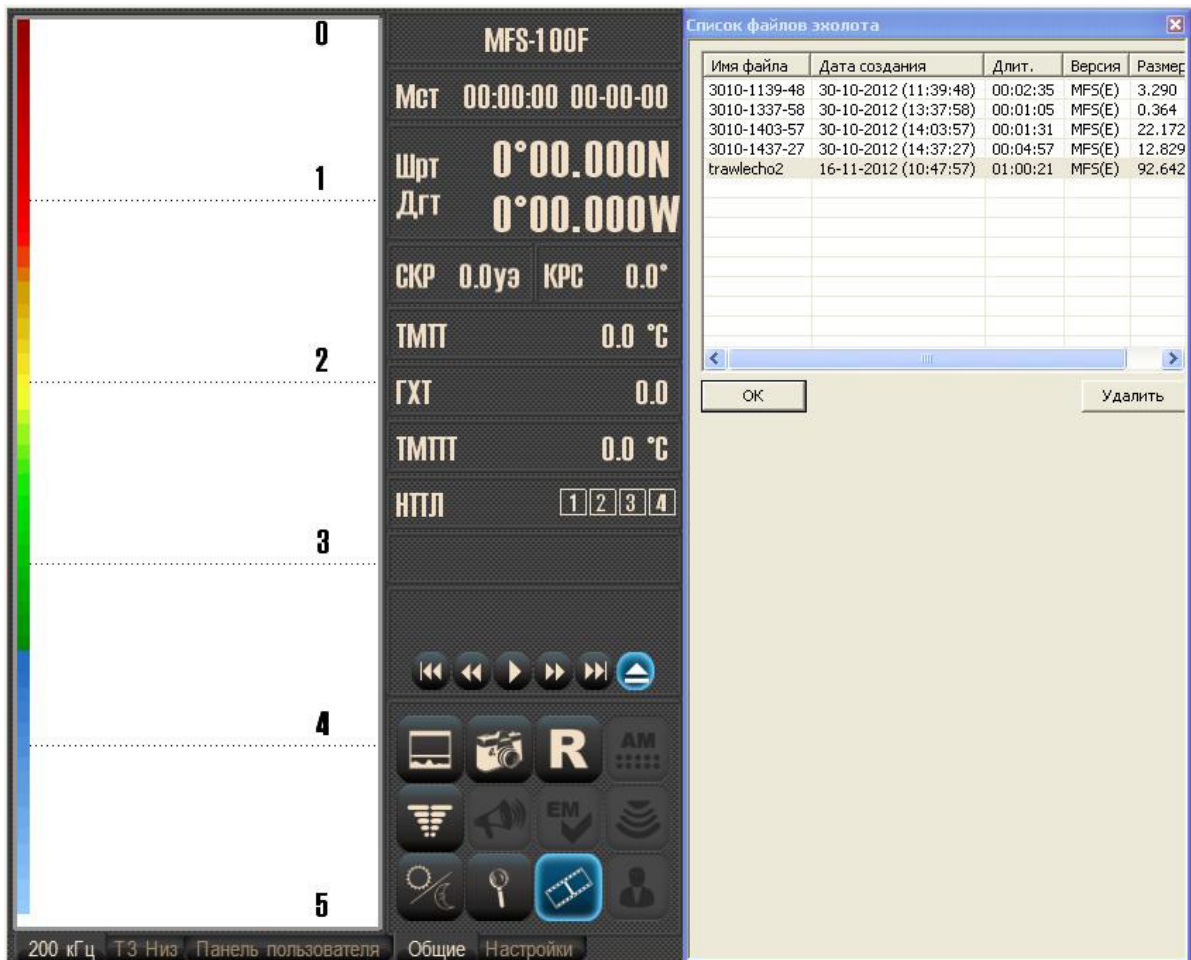 0
1
2
3
4
5
200 кГц ТЗ Низ Панель пользователя
MFS-100F
Мст 00:00:00 00-00-00
Шрт 0°00.000N
Дгт 0°00.000W
СКР 0.0уэ КРС 0.0°
ТМП 0.0 °C
ГХТ 0.0
ТМПТ 0.0 °C
НПЛ 1 2 3 4
R AM
EM
Общие Настройки
Список файлов эхолота
Имя файла Дата создания Длит. Версия Размер
3010-1139-48 30-10-2012 (11:39:48) 00:02:35 MFS(E) 3.290
3010-1337-58 30-10-2012 (13:37:58) 00:01:05 MFS(E) 0.364
3010-1403-57 30-10-2012 (14:03:57) 00:01:31 MFS(E) 22.172
3010-1437-27 30-10-2012 (14:37:27) 00:04:57 MFS(E) 12.829
trawlecho2 16-11-2012 (10:47:57) 01:00:21 MFS(E) 92.642
ОК Удалить